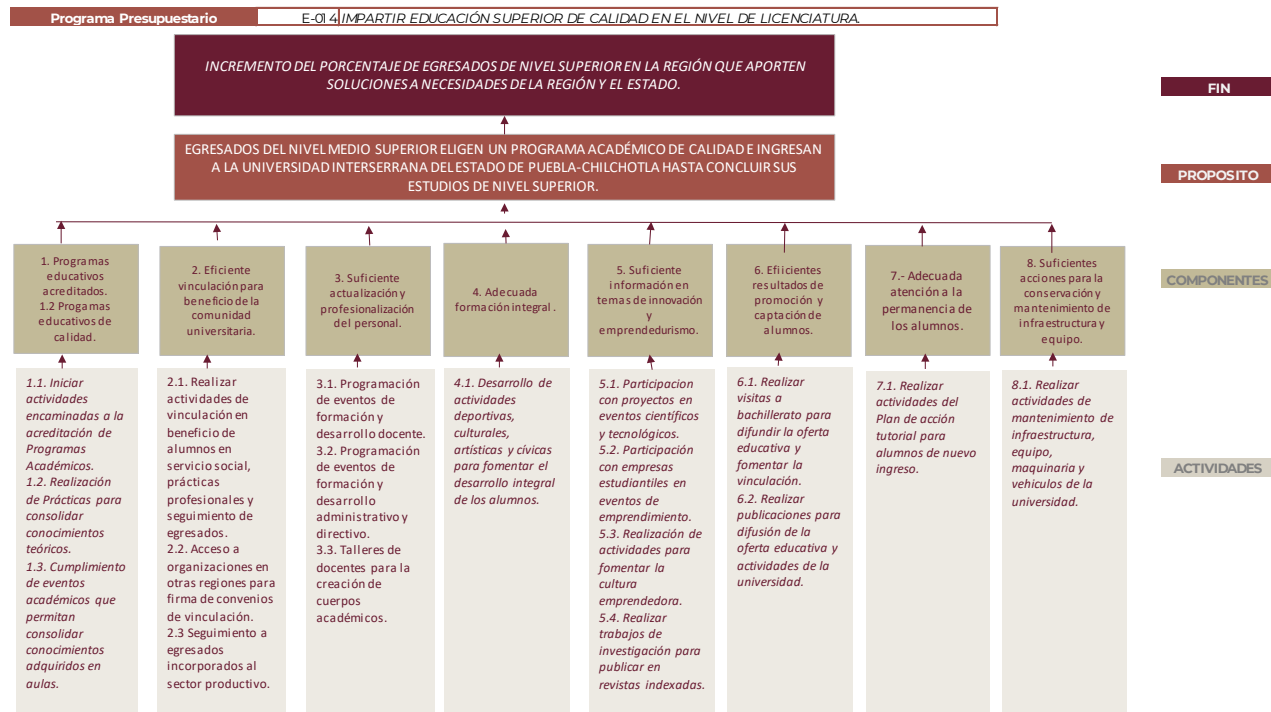 Programa Presupuestario
E-014 IMPARTIR EDUCACIÓN SUPERIOR DE CALIDAD EN EL NIVEL DE LICENCIATURA.
INCREMENTO DEL PORCENTAJE DE EGRESADOS DE NIVEL SUPERIOR EN LA REGIÓN QUE APORTEN
SOLUCIONES A NECESIDADES DE LA REGIÓN Y EL ESTADO.
FIN
EGRESADOS DEL NIVEL MEDIO SUPERIOR ELIGEN UN PROGRAMA ACADÉMICO DE CALIDAD E INGRESAN
A LA UNIVERSIDAD INTERSERRANA DEL ESTADO DE PUEBLA-CHILCHOTLA HASTA CONCLUIR SUS
ESTUDIOS DE NIVEL SUPERIOR.
PROPOSITO
1. Programas
educativos
acreditados.
1.2 Progamas
educativos de
calidad.
2. Eficiente
vinculación para
beneficio de la
comunidad
universitaria.
3. Suficiente
actualización y
profesionalización
del personal.
4. Adecuada
formación integral .
5. Suficiente
información en
temas de innovación
y
emprendedurismo.
6. Efiicientes
resultados de
promoción y
captación de
alumnos.
7.- Adecuada
atención a la
permanencia de
los alumnos.
8. Suficientes
acciones para la
conservación y
mantenimiento de
infraestructura y
equipo.
COMPONENTES
1.1. Iniciar
actividades
encaminadas a la
acreditación de
Programas
Académicos.
1.2. Realización
de Prácticas para
consolidar
conocimientos
teóricos.
1.3. Cumplimiento
de eventos
académicos que
permitan
consolidar
conocimientos
adquiridos en
aulas.
2.1. Realizar
actividades de
vinculación en
beneficio de
alumnos en
servicio social,
prácticas
profesionales y
seguimiento de
egresados.
2.2. Acceso a
organizaciones en
otras regiones para
firma de convenios
de vinculación.
2.3 Seguimiento a
egresados
incorporados al
sector productivo.
3.1. Programación
de eventos de
formación y
desarrollo docente.
3.2. Programación
de eventos de
formación y
desarrollo
administrativo y
directivo.
3.3. Talleres de
docentes para la
creación de
cuerpos
académicos.
4.1. Desarrollo de
actividades
deportivas,
culturales,
artísticas y cívicas
para fomentar el
desarrollo integral
de los alumnos.
5.1. Participacion
con proyectos en
eventos científicos
y tecnológicos.
5.2. Participación
con empresas
estudiantiles en
eventos de
emprendimiento.
5.3. Realización de
actividades para
fomentar la
cultura
emprendedora.
5.4. Realizar
trabajos de
investigación para
publicar en
revistas indexadas.
6.1. Realizar
visitas a
bachillerato para
difundir la oferta
educativa y
fomentar la
vinculación.
6.2. Realizar
publicaciones para
difusión de la
oferta educativa y
actividades de la
universidad.
7.1. Realizar
actividades del
Plan de acción
tutorial para
alumnos de nuevo
ingreso.
8.1. Realizar
actividades de
mantenimiento de
infraestructura,
equipo,
maquinaria y
vehiculos de la
universidad.
ACTIVIDADES